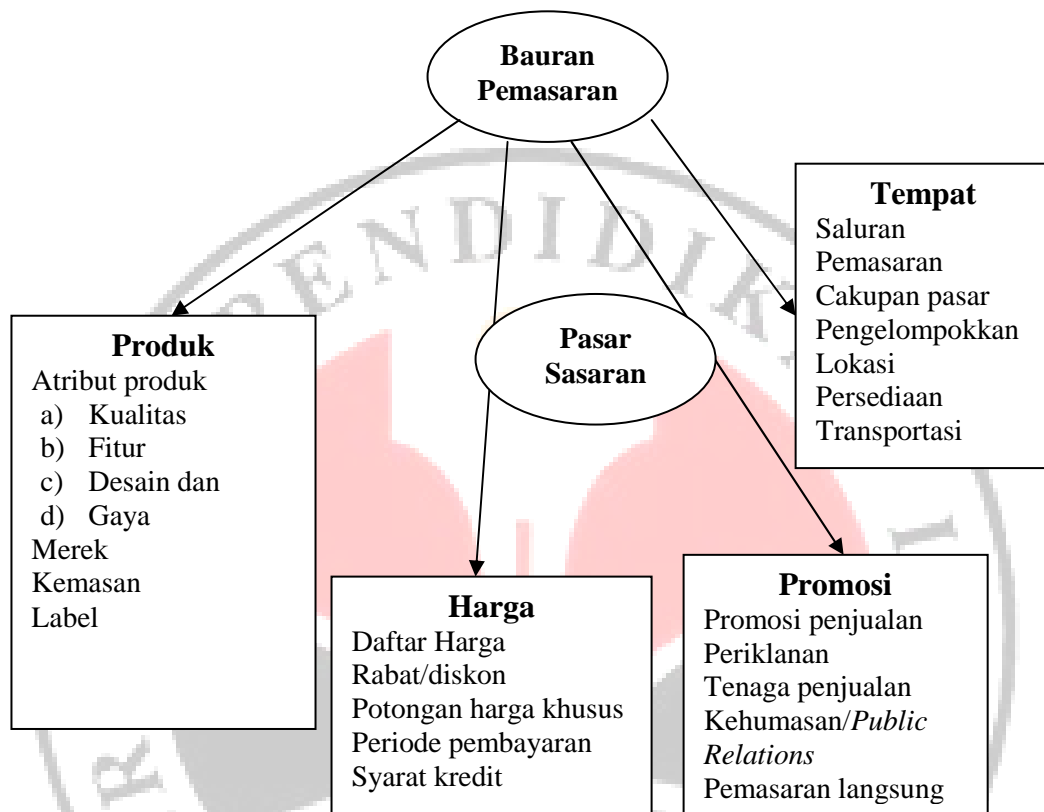 Bauran
Pemasaran
Tempat
Saluran
Pemasaran
Cakupan pasar
Pengelompokkan
Lokasi
Persediaan
Transportasi
Pasar
Sasaran
Produk
Atribut produk
a) Kualitas
b) Fitur
c) Desain dan
d) Gaya
Merek
Kemasan
Label
Harga
Daftar Harga
Rabat/diskon
Potongan harga khusus
Periode pembayaran
Syarat kredit
Promosi
Promosi penjualan
Periklanan
Tenaga penjualan
Kehumasan/Public
Relations
Pemasaran langsung